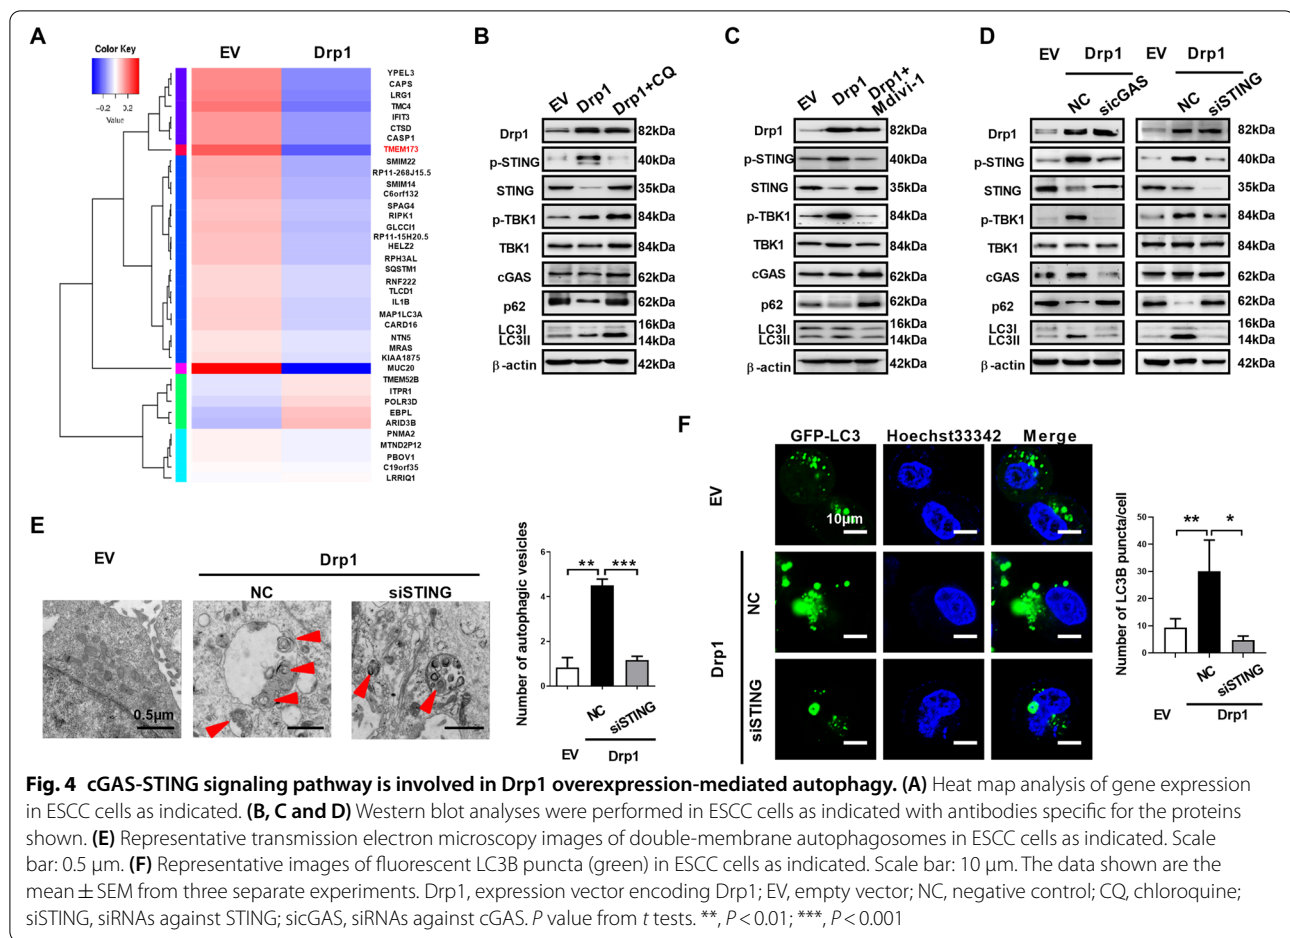 A
Color Key
−0.2 0.2
Value
EV Drp1
YPEL3
CAPS
LRG1
TMC4
IFIT3
CTSD
CASP1
TMEM173
SMIM22
RP11-268J15.5
SMIM14
C6orf132
SPAG4
RIPK1
GLCCI1
RP11-15H20.5
HELZ2
RPH3AL
SQSTM1
RNF222
TLCD1
IL1B
MAP1LC3A
CARD16
NTN5
MRAS
KIAA1875
MUC20
TMEM52B
ITPR1
POLR3D
EBPL
ARID3B
PNMA2
MTND2P12
PBOV1
C19orf35
LRRIQ1
B
EV Drp1 Drp1+CQ
Drp1 82kDa
p-STING 40kDa
STING 35kDa
p-TBK1 84kDa
TBK1 84kDa
cGAS 62kDa
p62 62kDa
LC3I 16kDa
LC3II 14kDa
β-actin 42kDa
C
EV Drp1 Drp1+
Mdivi-1
Drp1 82kDa
p-STING 40kDa
STING 35kDa
p-TBK1 84kDa
TBK1 84kDa
cGAS 62kDa
p62 62kDa
LC3I 16kDa
LC3II 14kDa
β-actin 42kDa
D
EV Drp1 EV Drp1
NC sicGAS NC siSTING
Drp1 82kDa
p-STING 40kDa
STING 35kDa
p-TBK1 84kDa
TBK1 84kDa
cGAS 62kDa
p62 62kDa
LC3I 16kDa
LC3II 14kDa
β-actin 42kDa
E
EV Drp1
NC siSTING
0.5μm
Number of autophagic vesicles
6
4
2
0
** ***
NC
siSTING
EV Drp1
F
GFP-LC3 Hoechst33342 Merge
EV
10μm
Drp1
NC
siSTING
Number of LC3B puncta/cell
50
40
30
20
10
0
** *
NC
siSTING
EV Drp1
Fig. 4 cGAS-STING signaling pathway is involved in Drp1 overexpression-mediated autophagy. (A) Heat map analysis of gene expression
in ESCC cells as indicated. (B, C and D) Western blot analyses were performed in ESCC cells as indicated with antibodies specific for the proteins
shown. (E) Representative transmission electron microscopy images of double-membrane autophagosomes in ESCC cells as indicated. Scale
bar: 0.5 μm. (F) Representative images of fluorescent LC3B puncta (green) in ESCC cells as indicated. Scale bar: 10 μm. The data shown are the
mean ± SEM from three separate experiments. Drp1, expression vector encoding Drp1; EV, empty vector; NC, negative control; CQ, chloroquine;
siSTING, siRNAs against STING; sicGAS, siRNAs against cGAS. P value from t tests. **, P < 0.01; ***, P < 0.001